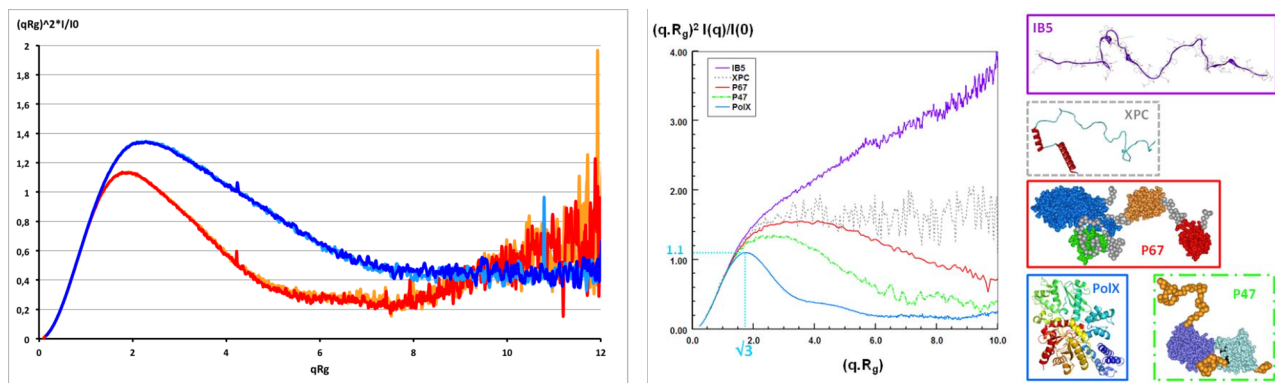 (qRg)^2*I/I0
2
1,8
1,6
1,4
1,2
1
0,8
0,6
0,4
0,2
0
0 2 4 6 8 10 12
qRg
(q.Rg)² I(q)/I(0)
4.00
3.00
2.00
1.1
1.00
0.00
IB5
XPC
P67
P47
PolX
0.0 2.0 4.0 6.0 8.0 10.0
√3
(q.Rg)
IB5
XPC
P67
PolX
P47